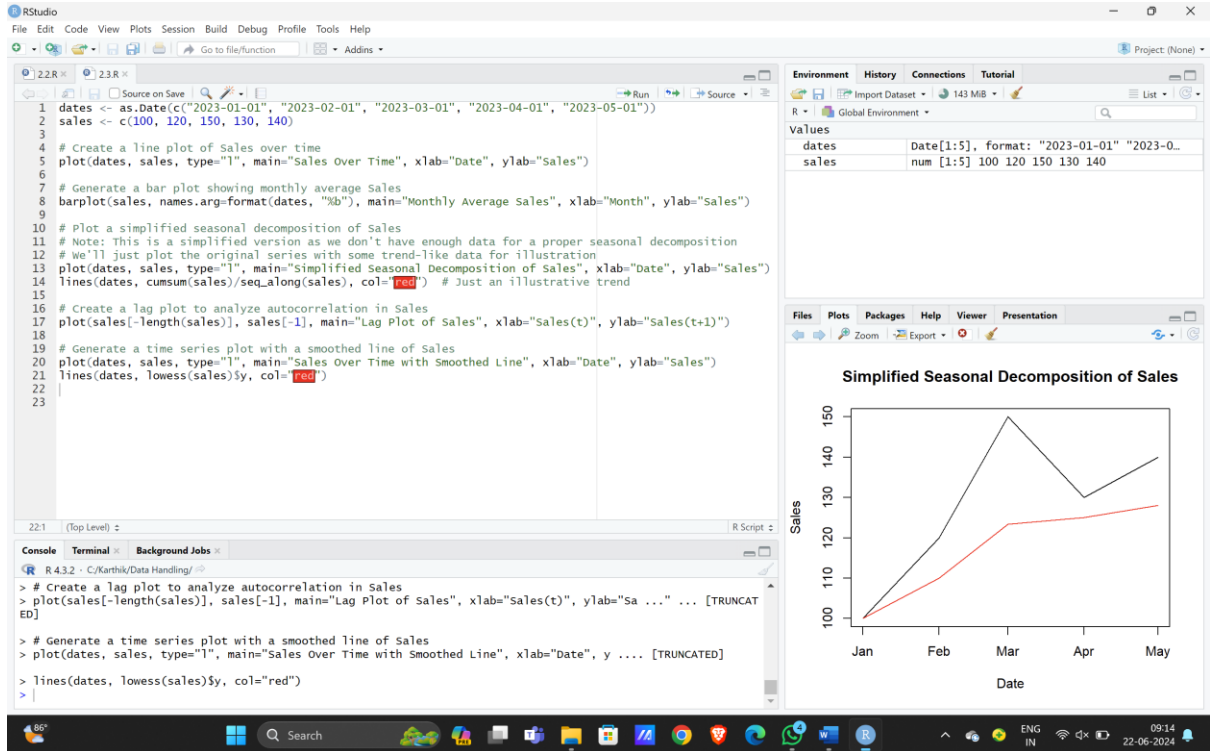 RStudio
File Edit Code View Plots Session Build Debug Profile Tools Help
Go to file/function Addins
Project: (None)
2.2.R
2.3.R
Source on Save Run Source
1 dates <- as.Date(c("2023-01-01", "2023-02-01", "2023-03-01", "2023-04-01", "2023-05-01"))
2 sales <- c(100, 120, 150, 130, 140)
3
4 # Create a line plot of Sales over time
5 plot(dates, sales, type="l", main="Sales Over Time", xlab="Date", ylab="Sales")
6
7 # Generate a bar plot showing monthly average Sales
8 barplot(sales, names.arg=format(dates, "%b"), main="Monthly Average Sales", xlab="Month", ylab="Sales")
9
10 # Plot a simplified seasonal decomposition of Sales
11 # Note: This is a simplified version as we don't have enough data for a proper seasonal decomposition
12 # We'll just plot the original series with some trend-like data for illustration
13 plot(dates, sales, type="l", main="Simplified Seasonal Decomposition of Sales", xlab="Date", ylab="Sales")
14 lines(dates, cumsum(sales)/seq_along(sales), col="red") # Just an illustrative trend
15
16 # Create a lag plot to analyze autocorrelation in Sales
17 plot(sales[-length(sales)], sales[-1], main="Lag Plot of Sales", xlab="Sales(t)", ylab="Sales(t+1)")
18
19 # Generate a time series plot with a smoothed line of Sales
20 plot(dates, sales, type="l", main="Sales Over Time with Smoothed Line", xlab="Date", ylab="Sales")
21 lines(dates, lowess(sales)$y, col="red")
22
23
22:1 (Top Level) R Script
Console Terminal Background Jobs
R 4.3.2 · C:/Karthik/Data Handling/
> # Create a lag plot to analyze autocorrelation in Sales
> plot(sales[-length(sales)], sales[-1], main="Lag Plot of Sales", xlab="Sales(t)", ylab="Sa ..." ... [TRUNCAT
ED]
> # Generate a time series plot with a smoothed line of Sales
> plot(dates, sales, type="l", main="Sales Over Time with Smoothed Line", xlab="Date", y .... [TRUNCATED]
> lines(dates, lowess(sales)$y, col="red")
>
Environment History Connections Tutorial
Import Dataset 143 MiB List
R Global Environment
Values
dates Date[1:5], format: "2023-01-01" "2023-0…
sales num [1:5] 100 120 150 130 140
Files Plots Packages Help Viewer Presentation
Zoom Export
Simplified Seasonal Decomposition of Sales
150
140
130
120
110
100
Sales
Jan Feb Mar Apr May
Date
86°
Search
PRE
4
ENG
IN
09:14
22-06-2024